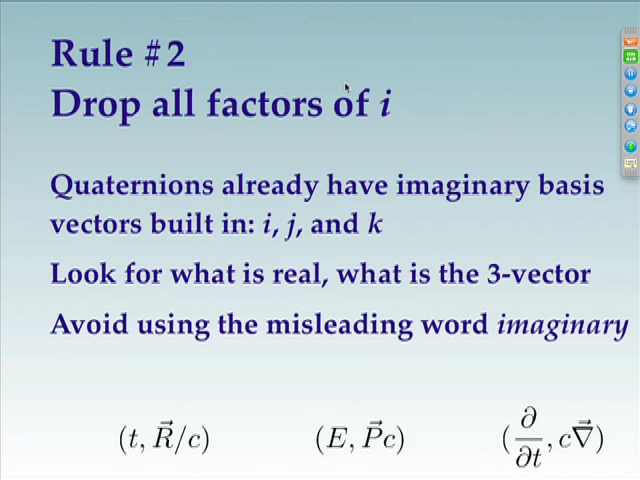 Rule #2
Drop all factors of i
Quaternions already have imaginary basis
vectors built in: i, j, and k
Look for what is real, what is the 3-vector
Avoid using the misleading word imaginary
(t, R⃗/c) (E, P⃗c) (∂/∂t, c∇⃗)